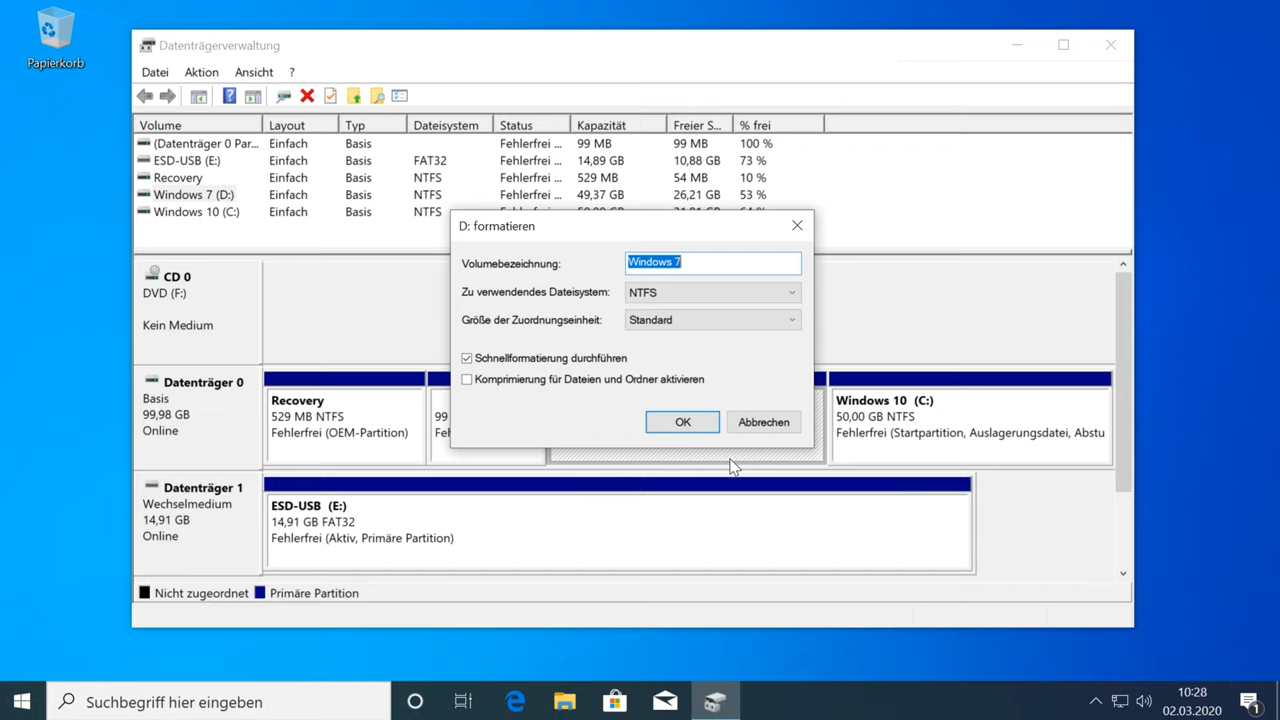 Papierkorb
Datenträgerverwaltung
Datei Aktion Ansicht ?
Volume Layout Typ Dateisystem Status Kapazität Freier S... % frei
(Datenträger 0 Par... Einfach Basis Fehlerfrei ... 99 MB 99 MB 100 %
ESD-USB (E:) Einfach Basis FAT32 Fehlerfrei ... 14,89 GB 10,88 GB 73 %
Recovery Einfach Basis NTFS Fehlerfrei ... 529 MB 54 MB 10 %
Windows 7 (D:) Einfach Basis NTFS Fehlerfrei ... 49,37 GB 26,21 GB 53 %
Windows 10 (C:) Einfach Basis NTFS
D: formatieren
Volumebezeichnung: Windows 7
Zu verwendendes Dateisystem: NTFS
Größe der Zuordnungseinheit: Standard
Schnellformatierung durchführen
Komprimierung für Dateien und Ordner aktivieren
OK Abbrechen
CD 0
DVD (F:)
Kein Medium
Datenträger 0
Basis
99,98 GB
Online
Recovery
529 MB NTFS
Fehlerfrei (OEM-Partition)
99
Fe
Windows 10 (C:)
50,00 GB NTFS
Fehlerfrei (Startpartition, Auslagerungsdatei, Abstu
Datenträger 1
Wechselmedium
14,91 GB
Online
ESD-USB (E:)
14,91 GB FAT32
Fehlerfrei (Aktiv, Primäre Partition)
Nicht zugeordnet Primäre Partition
Suchbegriff hier eingeben
10:28
02.03.2020
1